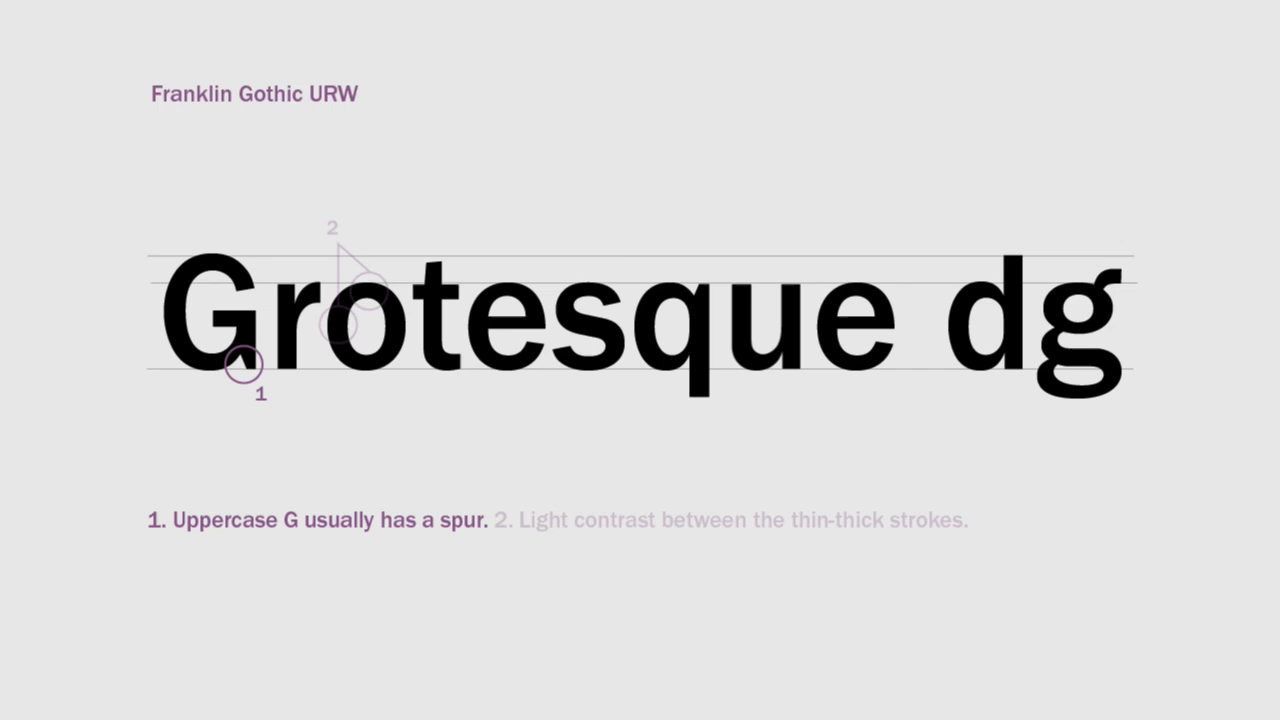 Franklin Gothic URW
2
Grotesque dg
1
1. Uppercase G usually has a spur. 2. Light contrast between the thin-thick strokes.